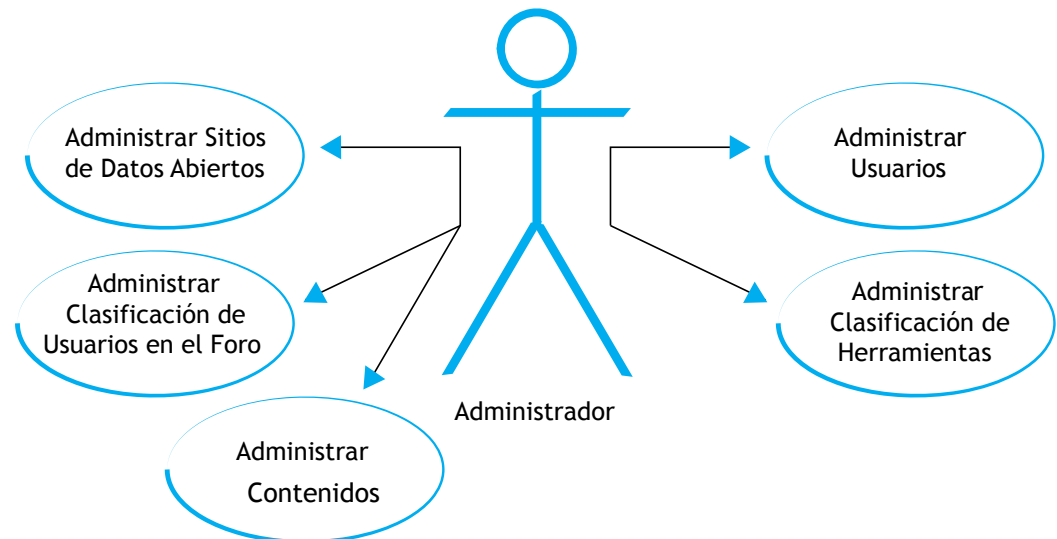 Administrar Sitios
de Datos Abiertos
Administrar
Usuarios
Administrar
Clasificación de
Usuarios en el Foro
Administrar
Clasificación de
Herramientas
Administrador
Administrar
Contenidos